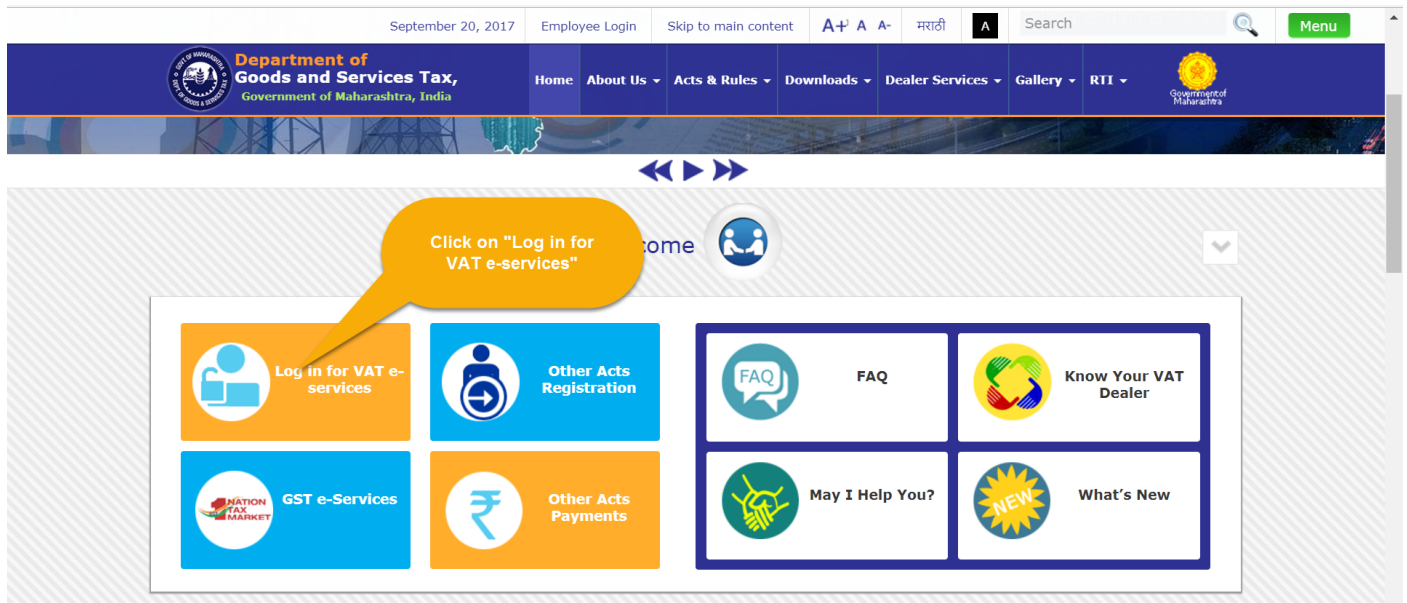 September 20, 2017
Employee Login
Skip to main content
A+
A
A-
मराठी
A
Search
Menu
Department of
Goods and Services Tax,
Government of Maharashtra, India
Home
About Us
Acts & Rules
Downloads
Dealer Services
Gallery
RTI
Government of
Maharashtra
Click on "Log in for
VAT e-services"
come
Log in for VAT e-
services
Other Acts
Registration
FAQ
FAQ
Know Your VAT
Dealer
NATION
TAX
MARKET
GST e-Services
Other Acts
Payments
May I Help You?
NEW
What's New